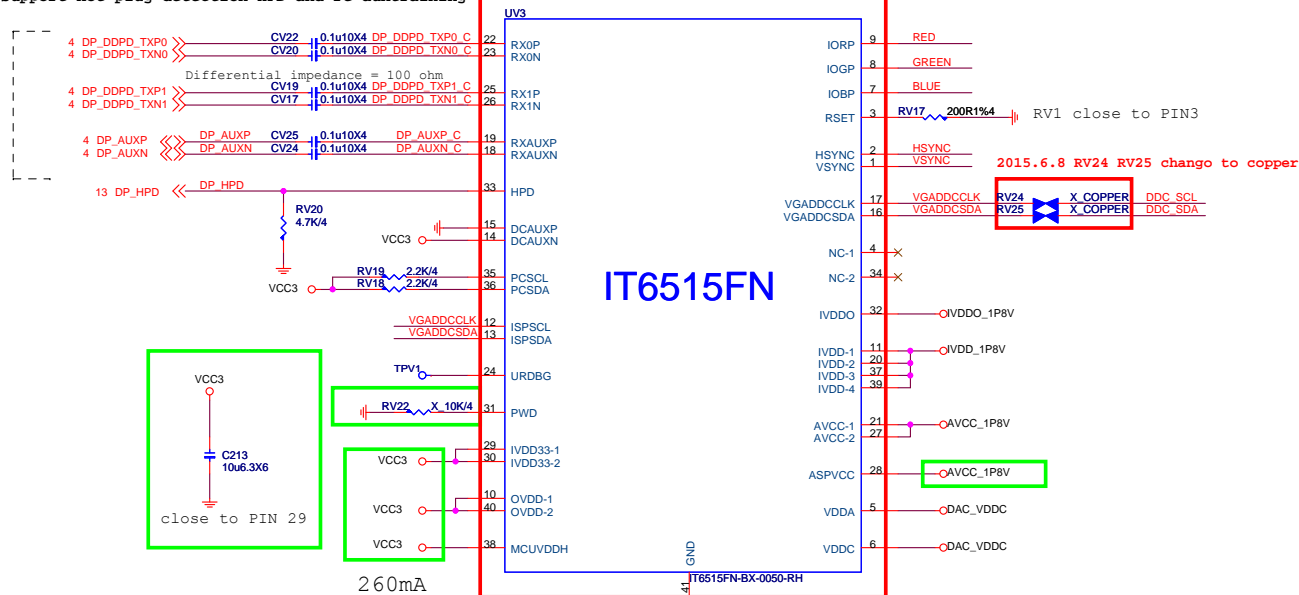 UV3
4 DP_DDPD_TXP0 CV22 0.1u10X4 DP_DDPD_TXP0_C 22 RX0P
4 DP_DDPD_TXN0 CV20 0.1u10X4 DP_DDPD_TXN0_C 23 RX0N
Differential impedance = 100 ohm
4 DP_DDPD_TXP1 CV19 0.1u10X4 DP_DDPD_TXP1_C 25 RX1P
4 DP_DDPD_TXN1 CV17 0.1u10X4 DP_DDPD_TXN1_C 26 RX1N
4 DP_AUXP DP_AUXP CV25 0.1u10X4 DP_AUXP_C 19 RXAUXP
4 DP_AUXN DP_AUXN CV24 0.1u10X4 DP_AUXN_C 18 RXAUXN
13 DP_HPD DP_HPD 33 HPD
RV20
4.7K/4
15 DCAUXP
VCC3 14 DCAUXN
RV19 2.2K/4 35 PCSCL
VCC3 RV18 2.2K/4 36 PCSDA
VGADDCCLK 12 ISPSCL
VGADDCSDA 13 ISPSDA
TPV1 24 URDBG
RV22 X_10K/4 31 PWD
VCC3
C213
10u6.3X6
close to PIN 29
29 IVDD33-1
VCC3 30 IVDD33-2
10 OVDD-1
VCC3 40 OVDD-2
VCC3 38 MCUVDDH
260mA
IT6515FN
GND
41
IT6515FN-BX-0050-RH
IORP 9 RED
IOGP 8 GREEN
IOBP 7 BLUE
RSET 3 RV17 200R1%4 RV1 close to PIN3
HSYNC 2 HSYNC
VSYNC 1 VSYNC
2015.6.8 RV24 RV25 chango to copper
VGADDCCLK 17 VGADDCCLK RV24 X_COPPER DDC_SCL
VGADDCSDA 16 VGADDCSDA RV25 X_COPPER DDC_SDA
NC-1 4
NC-2 34
IVDDO 32 IVDDO_1P8V
IVDD-1 11 IVDD_1P8V
IVDD-2 20
IVDD-3 37
IVDD-4 39
AVCC-1 21 AVCC_1P8V
AVCC-2 27
ASPVCC 28 AVCC_1P8V
VDDA 5 DAC_VDDC
VDDC 6 DAC_VDDC